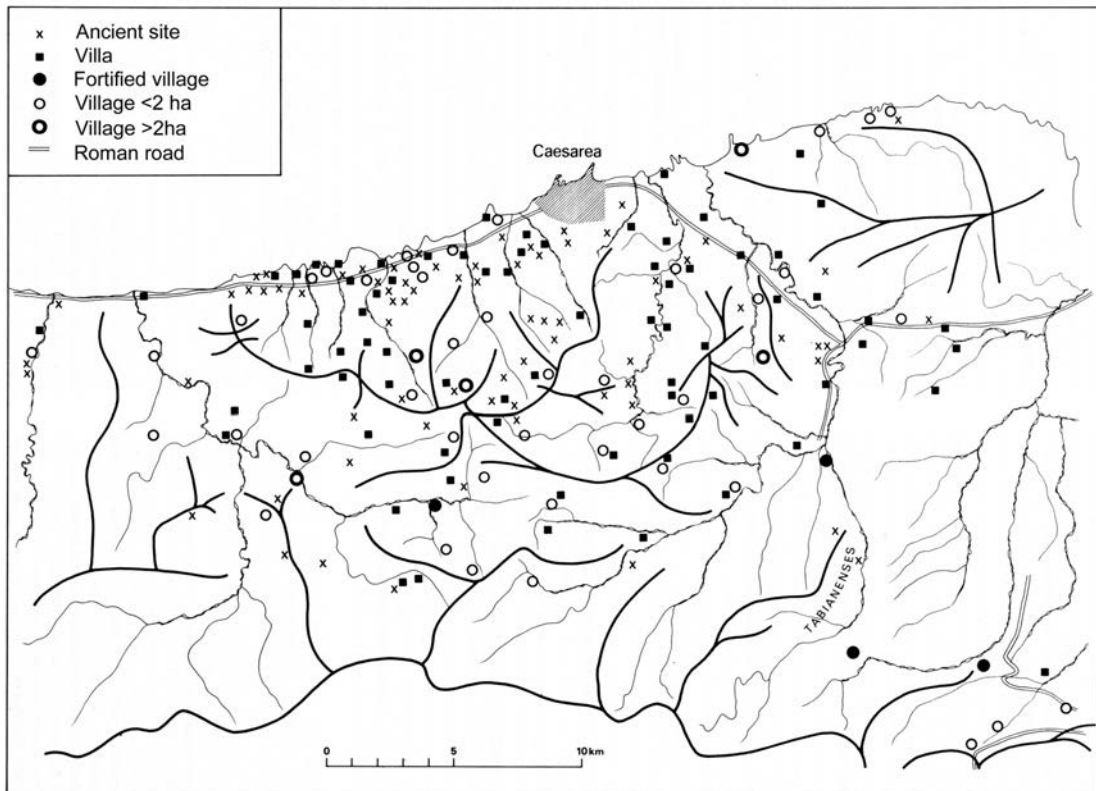 Ancient site
Villa
Fortified village
Village <2 ha
Village >2ha
Roman road
Caesarea
TABIANENSES
0 5 10km